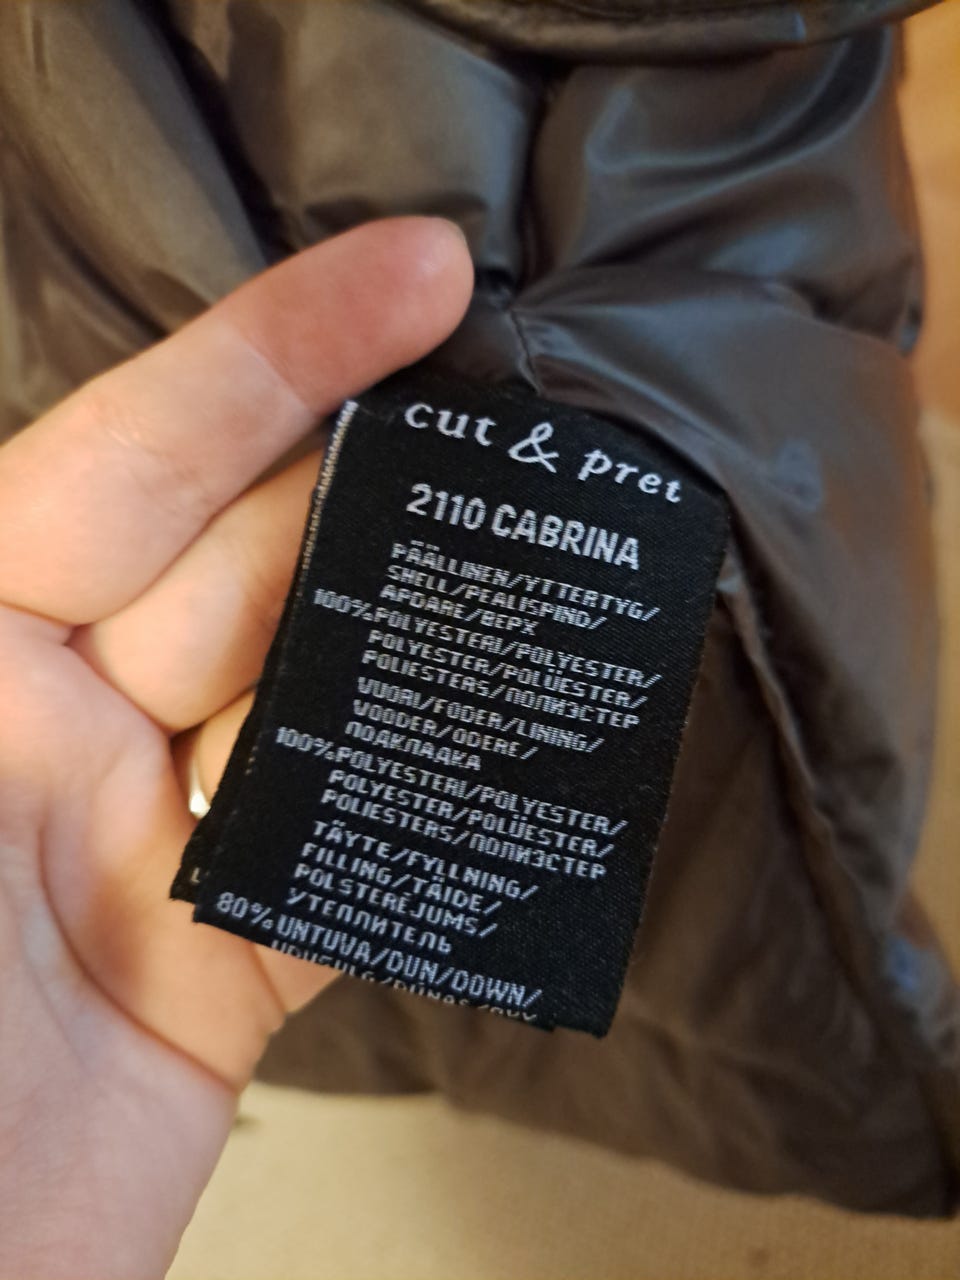 cut & pret
2110 CABRINA
PÄÄLLINEN/YTTERTYG/
SHELL/PEALISPIND/
APDARE/ВЕРХ
100%POLYESTERI/POLYESTER/
POLYESTER/POLÜESTER/
POLIESTERS/ПОЛИЭСТЕР
VUORI/FODER/LINING/
VOODER/ODERE/
ПОДКЛАДКА
100%POLYESTERI/POLYESTER/
POLYESTER/POLÜESTER/
POLIESTERS/ПОЛИЭСТЕР
TÄYTE/FYLLNING/
FILLING/TÄIDE/
POLSTEREJUMS/
УТЕПЛИТЕЛЬ
80%UNTUVA/DUN/DOWN/